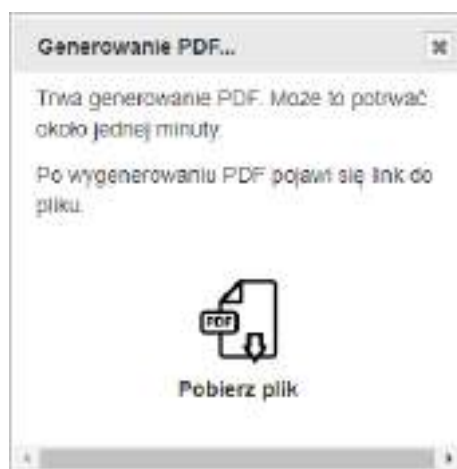 Generowanie PDF...
Trwa generowanie PDF. Może to potrwać
około jednej minuty.
Po wygenerowaniu PDF pojawi się link do
pliku.
PDF
Pobierz plik